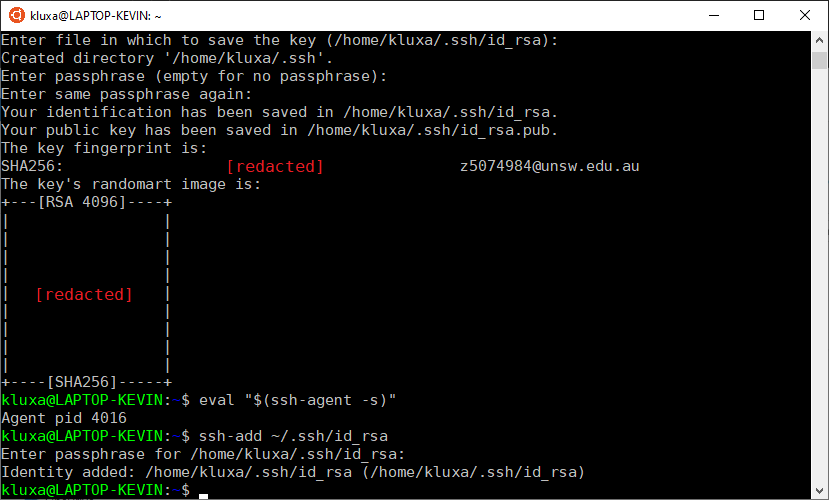 kluxa@LAPTOP-KEVIN: ~
Enter file in which to save the key (/home/kluxa/.ssh/id_rsa):
Created directory '/home/kluxa/.ssh'.
Enter passphrase (empty for no passphrase):
Enter same passphrase again:
Your identification has been saved in /home/kluxa/.ssh/id_rsa.
Your public key has been saved in /home/kluxa/.ssh/id_rsa.pub.
The key fingerprint is:
SHA256: [redacted] z5074984@unsw.edu.au
The key's randomart image is:
+---[RSA 4096]----+
|                 |
|                 |
|                 |
|                 |
|   [redacted]    |
|                 |
|                 |
|                 |
|                 |
+----[SHA256]-----+
kluxa@LAPTOP-KEVIN:~$ eval "$(ssh-agent -s)"
Agent pid 4016
kluxa@LAPTOP-KEVIN:~$ ssh-add ~/.ssh/id_rsa
Enter passphrase for /home/kluxa/.ssh/id_rsa:
Identity added: /home/kluxa/.ssh/id_rsa (/home/kluxa/.ssh/id_rsa)
kluxa@LAPTOP-KEVIN:~$